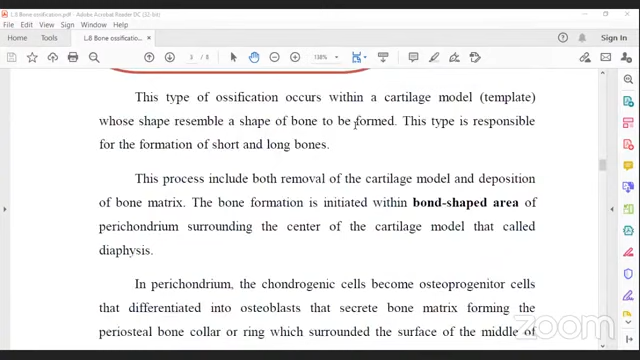 L.8 Bone ossification.pdf - Adobe Acrobat Reader DC (32-bit)
File Edit View Sign Window Help
Home Tools L.8 Bone ossificatio... × Sign In
3 / 8 138%
This type of ossification occurs within a cartilage model (template)
whose shape resemble a shape of bone to be formed. This type is responsible
for the formation of short and long bones.
This process include both removal of the cartilage model and deposition
of bone matrix. The bone formation is initiated within bond-shaped area of
perichondrium surrounding the center of the cartilage model that called
diaphysis.
In perichondrium, the chondrogenic cells become osteoprogenitor cells
that differentiated into osteoblasts that secrete bone matrix forming the
periosteal bone collar or ring which surrounded the surface of the middle of
zoom